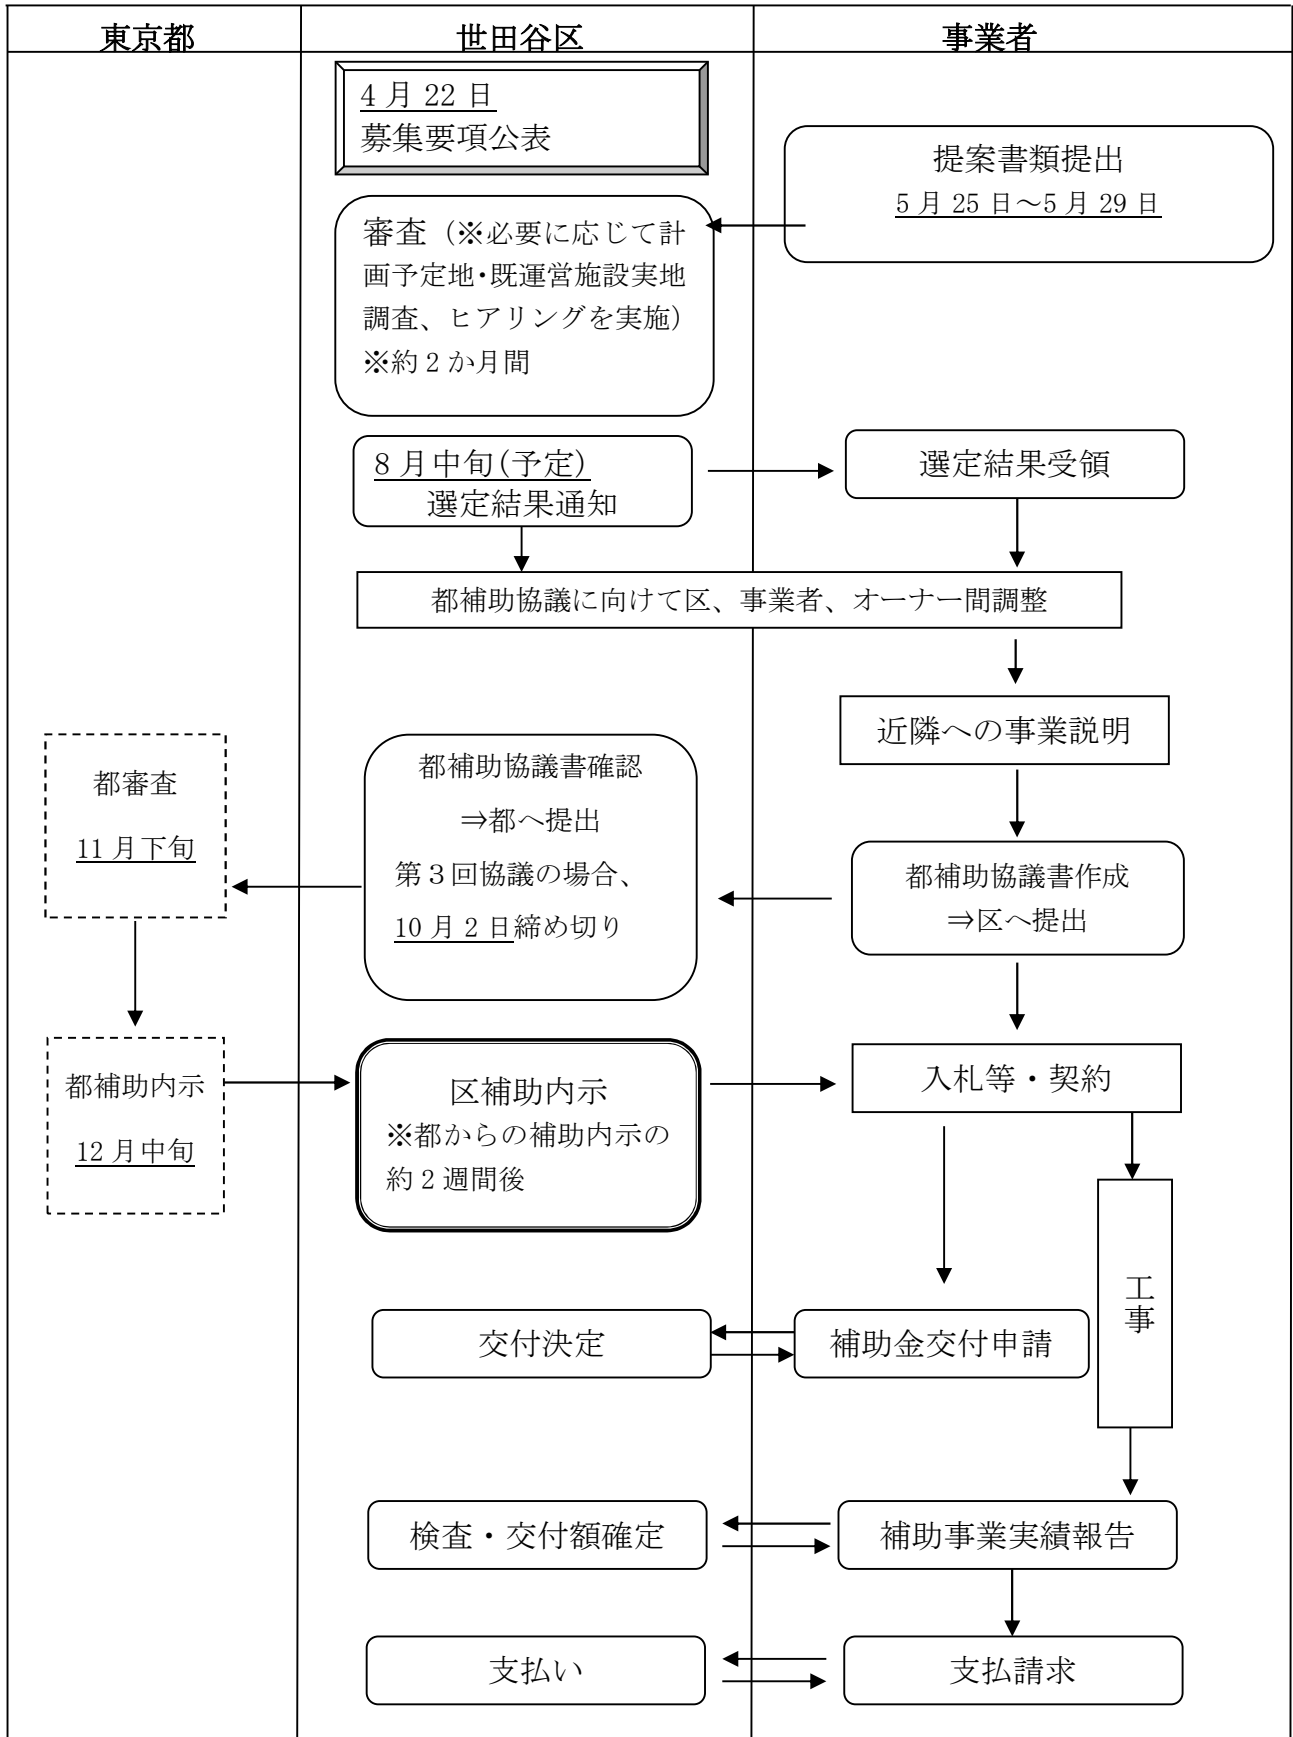 東京都
世田谷区
事業者
4月22日
募集要項公表
提案書類提出
5月25日～5月29日
審査（※必要に応じて計
画予定地・既運営施設実地
調査、ヒアリングを実施）
※約2か月間
8月中旬(予定)
選定結果通知
選定結果受領
都補助協議に向けて区、事業者、オーナー間調整
近隣への事業説明
都審査
11月下旬
都補助協議書確認
⇒都へ提出
第３回協議の場合、
10月2日締め切り
都補助協議書作成
⇒区へ提出
都補助内示
12月中旬
区補助内示
※都からの補助内示の
約2週間後
入札等・契約
工事
交付決定
補助金交付申請
検査・交付額確定
補助事業実績報告
支払い
支払請求